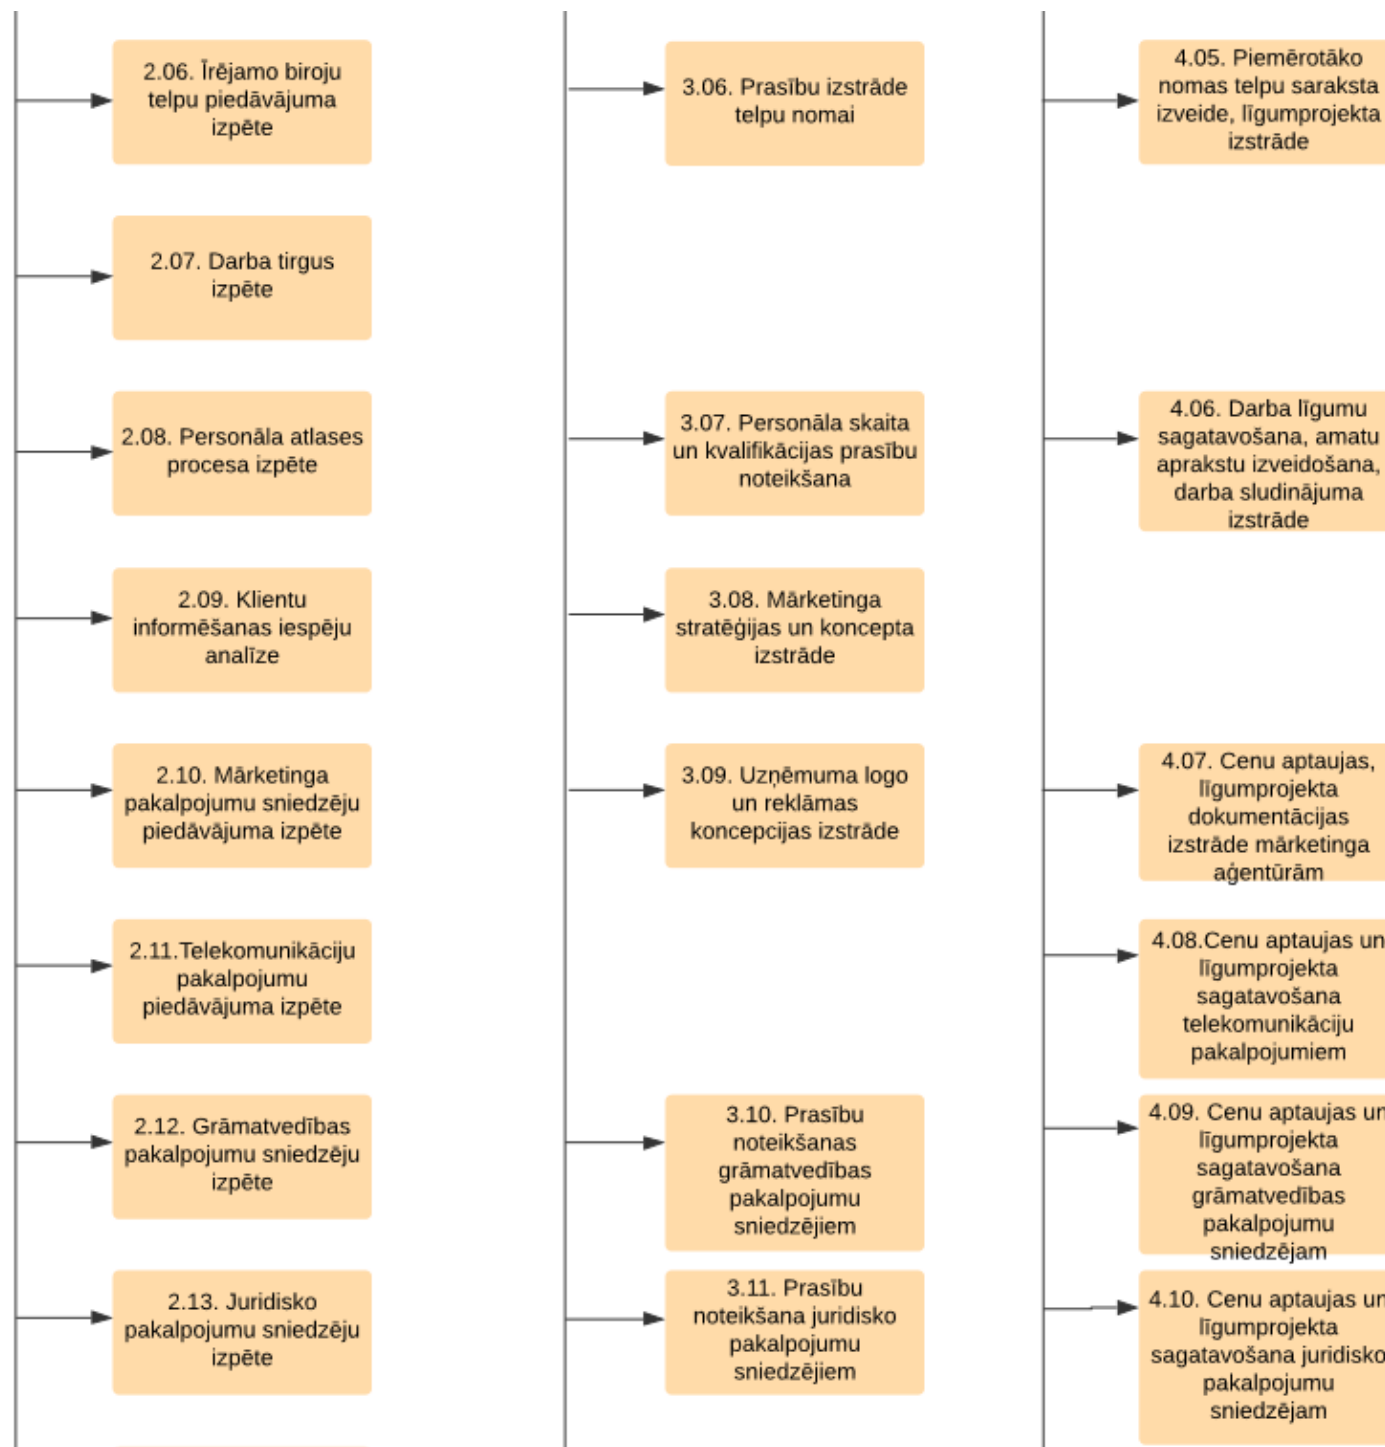 2.06. Īrējamo biroju
telpu piedāvājuma
izpēte
2.07. Darba tirgus
izpēte
2.08. Personāla atlases
procesa izpēte
2.09. Klientu
informēšanas iespēju
analīze
2.10. Mārketinga
pakalpojumu sniedzēju
piedāvājuma izpēte
2.11.Telekomunikāciju
pakalpojumu
piedāvājuma izpēte
2.12. Grāmatvedības
pakalpojumu sniedzēju
izpēte
2.13. Juridisko
pakalpojumu sniedzēju
izpēte
3.06. Prasību izstrāde
telpu nomai
3.07. Personāla skaita
un kvalifikācijas prasību
noteikšana
3.08. Mārketinga
stratēģijas un koncepta
izstrāde
3.09. Uzņēmuma logo
un reklāmas
koncepcijas izstrāde
3.10. Prasību
noteikšanas
grāmatvedības
pakalpojumu
sniedzējiem
3.11. Prasību
noteikšana juridisko
pakalpojumu
sniedzējiem
4.05. Piemērotāko
nomas telpu saraksta
izveide, līgumprojekta
izstrāde
4.06. Darba līgumu
sagatavošana, amatu
aprakstu izveidošana,
darba sludinājuma
izstrāde
4.07. Cenu aptaujas,
līgumprojekta
dokumentācijas
izstrāde mārketinga
aģentūrām
4.08.Cenu aptaujas un
līgumprojekta
sagatavošana
telekomunikāciju
pakalpojumiem
4.09. Cenu aptaujas un
līgumprojekta
sagatavošana
grāmatvedības
pakalpojumu
sniedzējam
4.10. Cenu aptaujas un
līgumprojekta
sagatavošana juridisko
pakalpojumu
sniedzējam